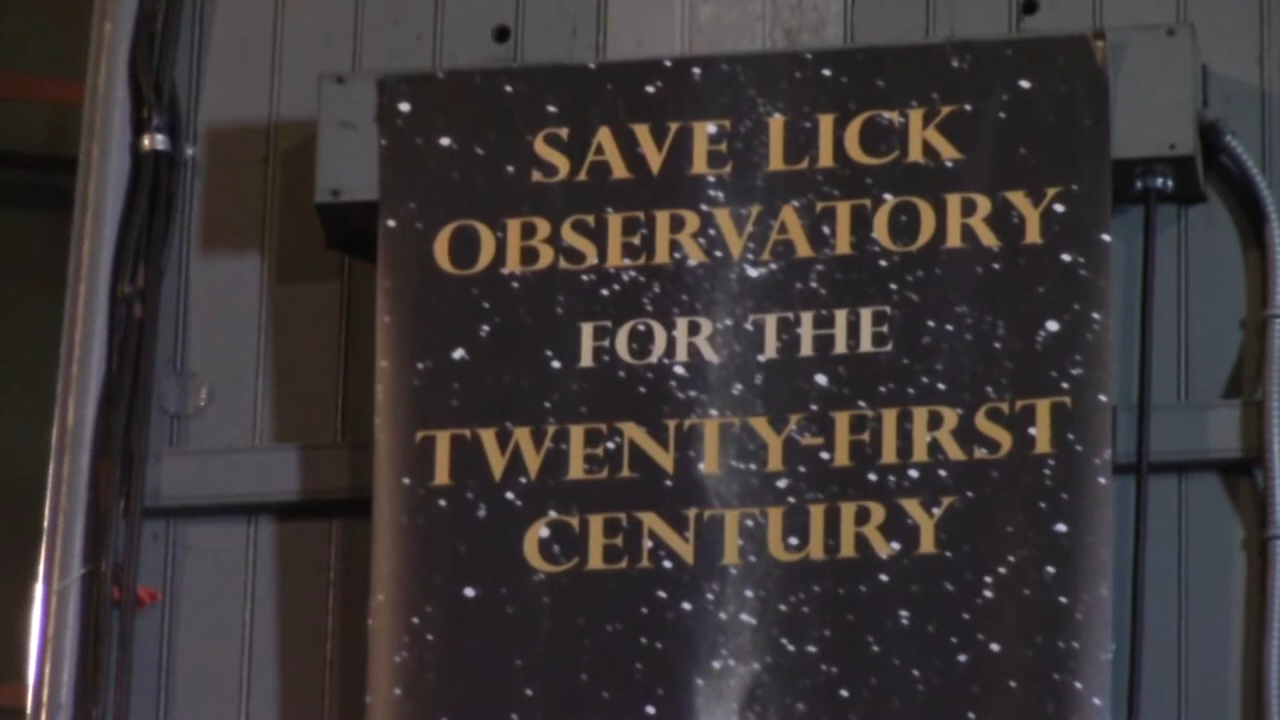 SAVE LICK
OBSERVATORY
FOR THE
TWENTY-FIRST
CENTURY